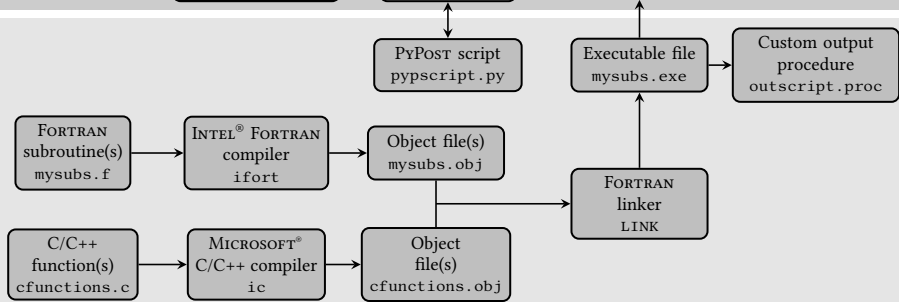 PyPost script
pypscript.py
Executable file
mysubs.exe
Custom output
procedure
outscript.proc
Fortran
subroutine(s)
mysubs.f
Intel® Fortran
compiler
ifort
Object file(s)
mysubs.obj
Fortran
linker
LINK
C/C++
function(s)
cfunctions.c
Microsoft®
C/C++ compiler
ic
Object
file(s)
cfunctions.obj